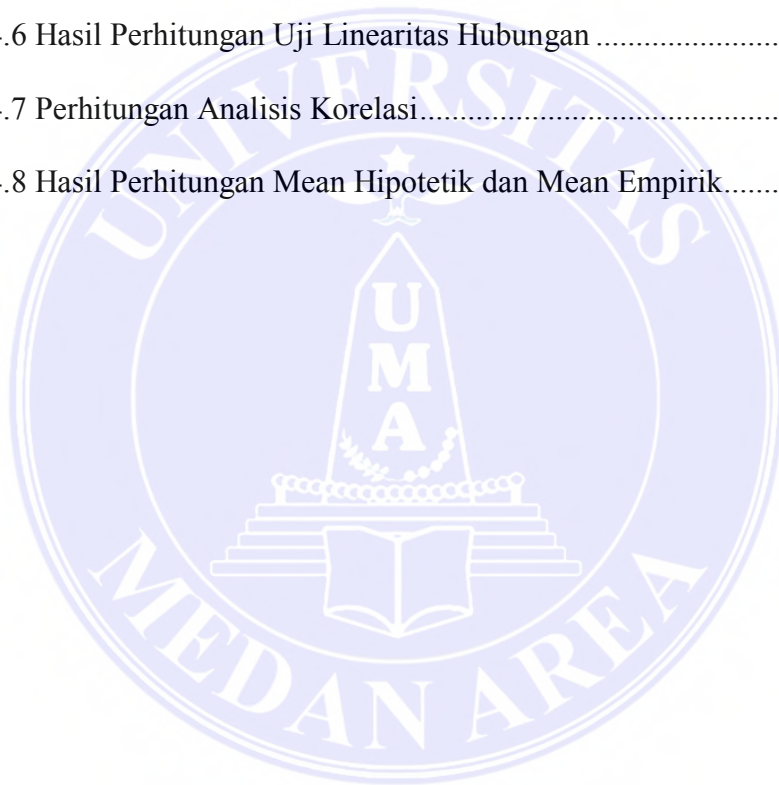 .6 Hasil Perhitungan Uji Linearitas Hubungan .......................
.7 Perhitungan Analisis Korelasi.............................................
.8 Hasil Perhitungan Mean Hipotetik dan Mean Empirik.......
UNIVERSITAS
U
M
A
MEDAN AREA